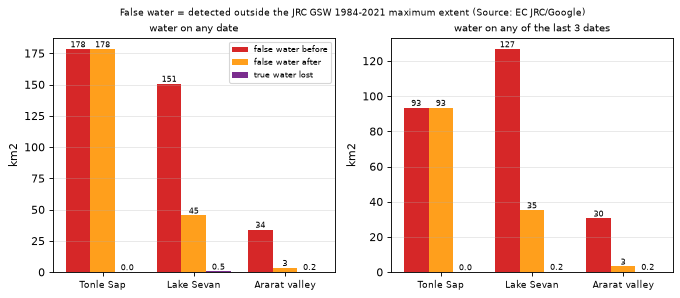 False water = detected outside the JRC GSW 1984-2021 maximum extent (Source: EC JRC/Google)
water on any date
water on any of the last 3 dates
km2
175
150
125
100
75
50
25
0
178
178
0.0
151
45
0.5
34
3
0.2
false water before
false water after
true water lost
Tonle Sap
Lake Sevan
Ararat valley
km2
120
100
80
60
40
20
0
93
93
0.0
127
35
0.2
30
3
0.2
Tonle Sap
Lake Sevan
Ararat valley